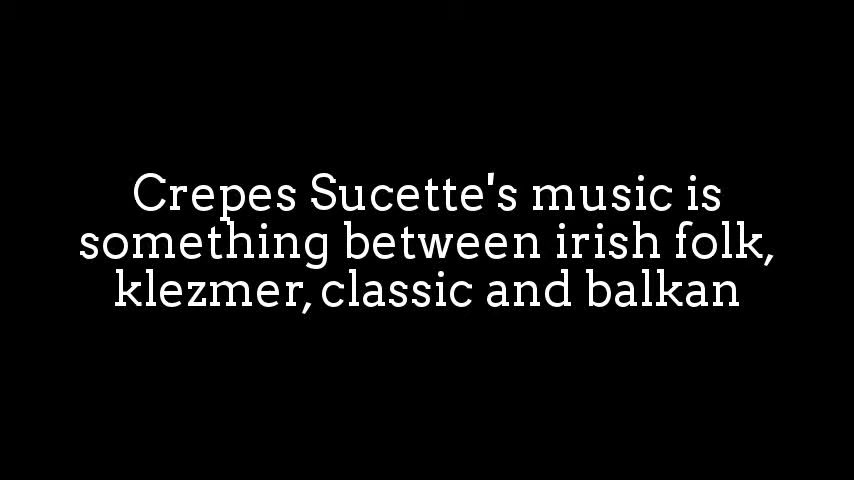 Crepes Sucette's music is
something between irish folk,
klezmer, classic and balkan